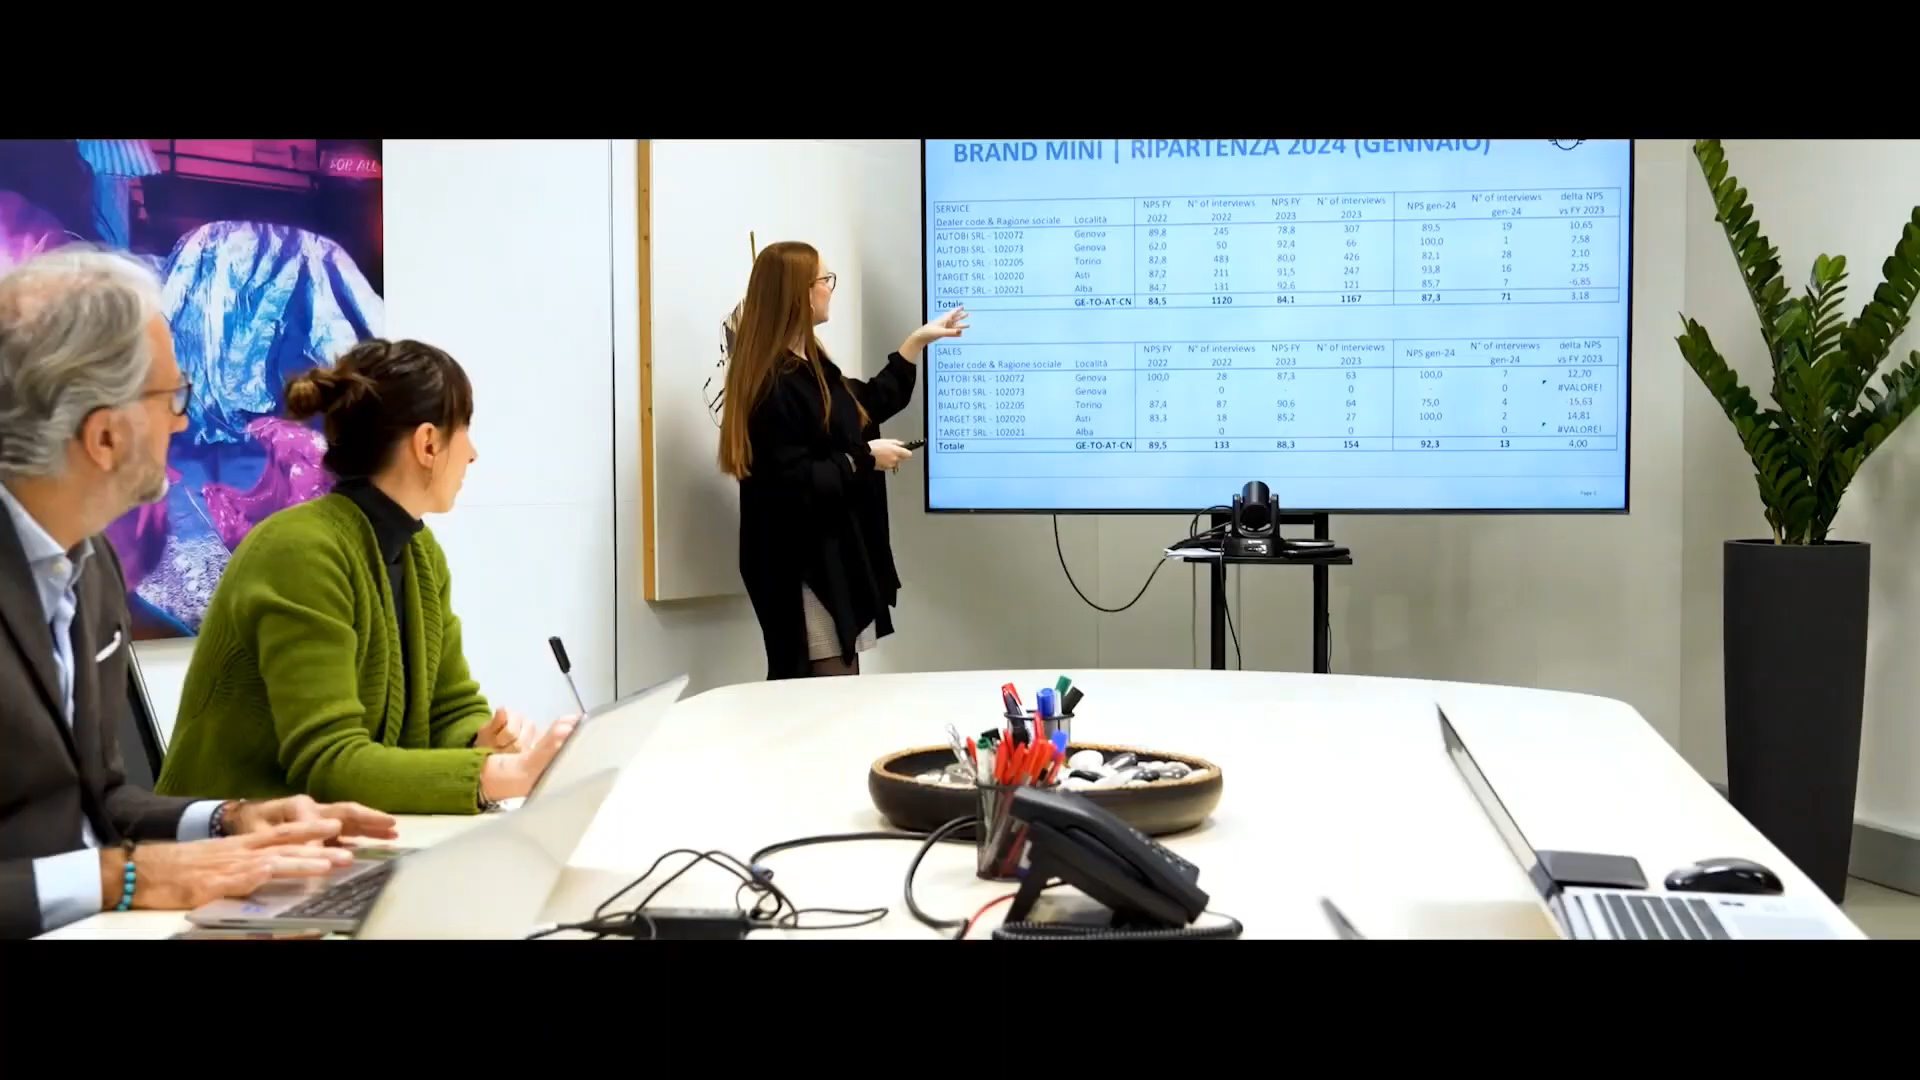 FOR ALL
BRAND MINI | RIPARTENZA 2024 (GENNAIO)
SERVICE
Dealer code & Ragione sociale Località NPS FY 2022 N° of interviews 2022 NPS FY 2023 N° of interviews 2023 NPS gen-24 N° of interviews gen-24 delta NPS vs FY 2023
AUTOBI SRL - 102072 Genova 89,8 245 78,8 307 89,5 19 10,65
AUTOBI SRL - 102073 Genova 62,0 50 92,4 66 100,0 1 7,58
BIAUTO SRL - 102205 Torino 82,8 483 80,0 426 82,1 28 2,10
TARGET SRL - 102020 Asti 87,2 211 91,5 247 93,8 16 2,25
TARGET SRL - 102021 Alba 84,7 131 92,6 121 85,7 7 -6,85
Totale GE-TO-AT-CN 84,5 1120 84,1 1167 87,3 71 3,18
SALES
Dealer code & Ragione sociale Località NPS FY 2022 N° of interviews 2022 NPS FY 2023 N° of interviews 2023 NPS gen-24 N° of interviews gen-24 delta NPS vs FY 2023
AUTOBI SRL - 102072 Genova 100,0 28 87,3 63 100,0 7 12,70
AUTOBI SRL - 102073 Genova - 0 - 0 - 0 #VALORE!
BIAUTO SRL - 102205 Torino 87,4 87 90,6 64 75,0 4 -15,63
TARGET SRL - 102020 Asti 83,3 18 85,2 27 100,0 2 14,81
TARGET SRL - 102021 Alba - 0 - 0 - 0 #VALORE!
Totale GE-TO-AT-CN 89,5 133 88,3 154 92,3 13 4,00